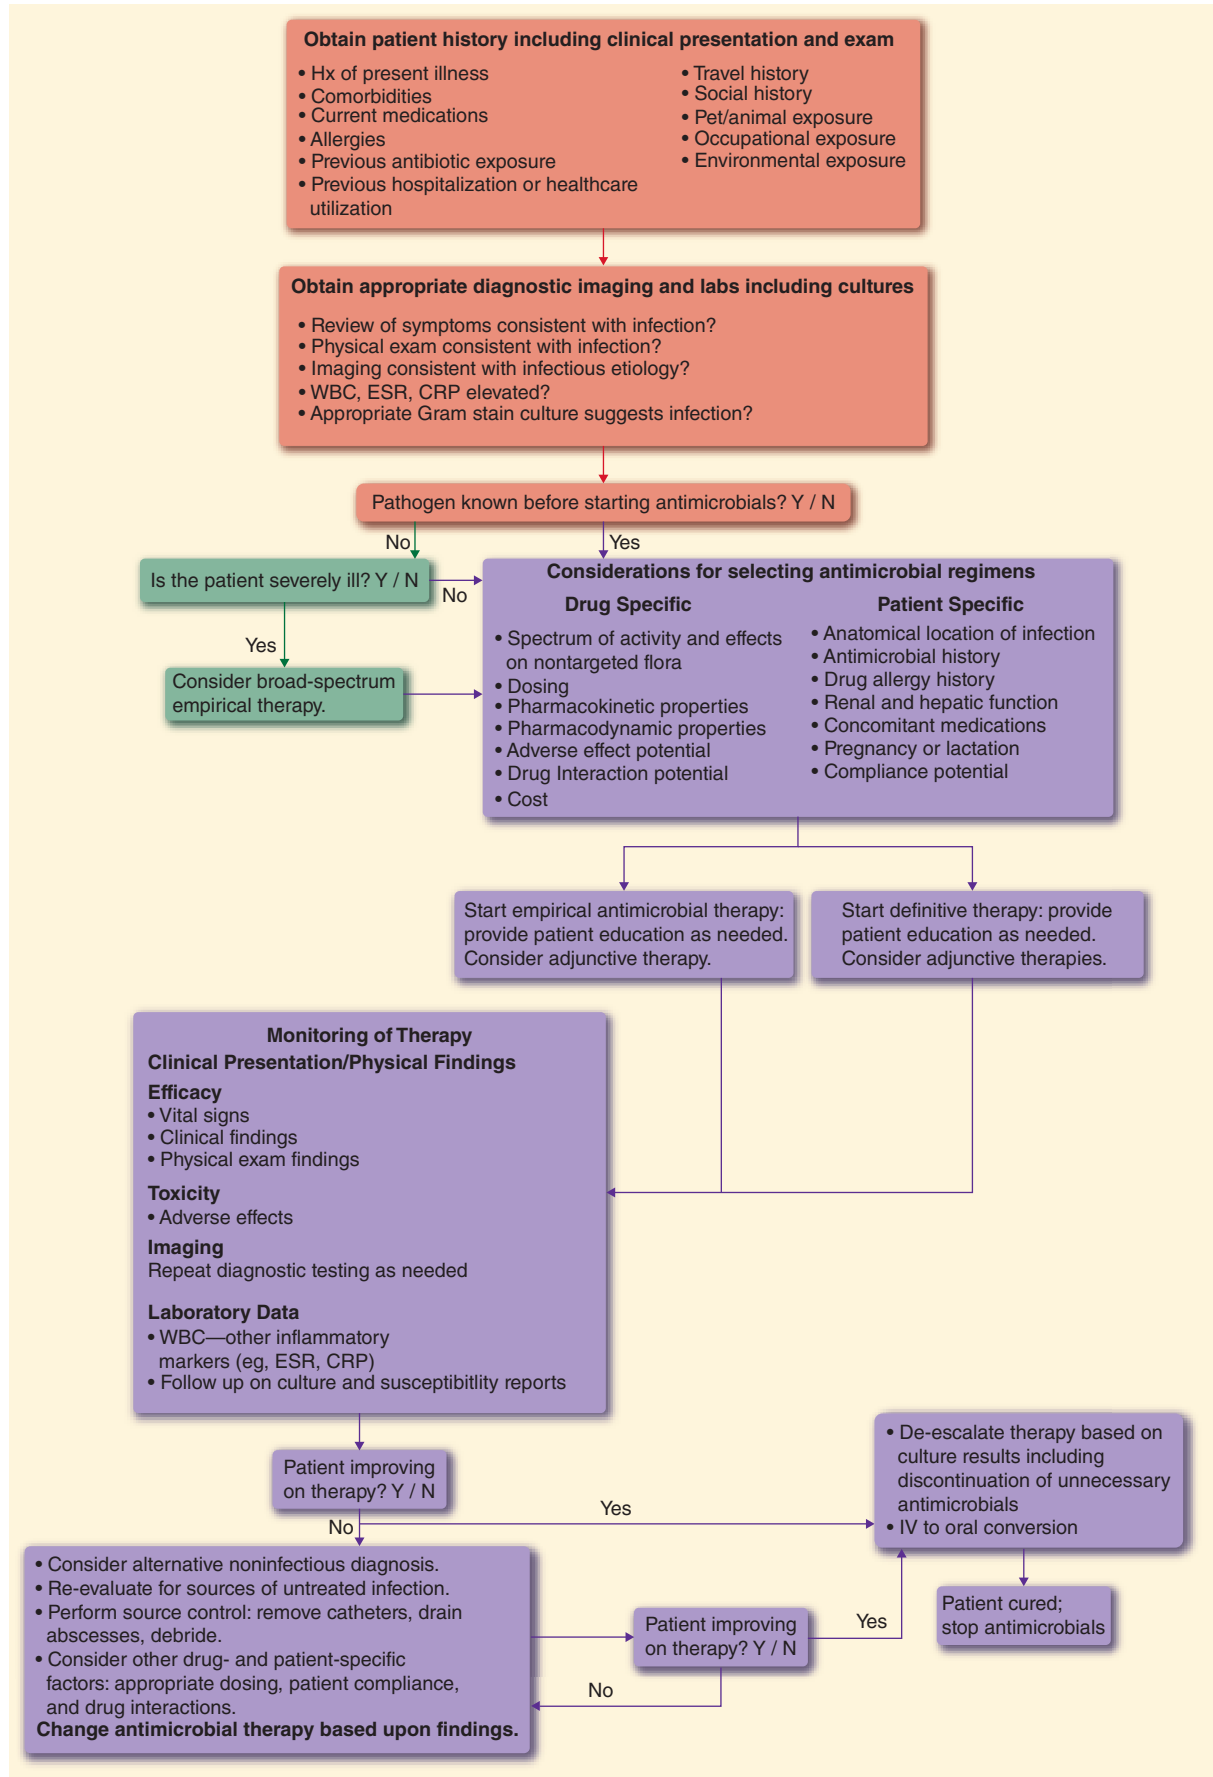 Obtain patient history including clinical presentation and exam
• Hx of present illness
• Comorbidities
• Current medications
• Allergies
• Previous antibiotic exposure
• Previous hospitalization or healthcare
utilization
• Travel history
• Social history
• Pet/animal exposure
• Occupational exposure
• Environmental exposure
Obtain appropriate diagnostic imaging and labs including cultures
• Review of symptoms consistent with infection?
• Physical exam consistent with infection?
• Imaging consistent with infectious etiology?
• WBC, ESR, CRP elevated?
• Appropriate Gram stain culture suggests infection?
Pathogen known before starting antimicrobials? Y / N
No
Yes
Is the patient severely ill? Y / N
No
Yes
Consider broad-spectrum
empirical therapy.
Considerations for selecting antimicrobial regimens
Drug Specific
• Spectrum of activity and effects
on nontargeted flora
• Dosing
• Pharmacokinetic properties
• Pharmacodynamic properties
• Adverse effect potential
• Drug Interaction potential
• Cost
Patient Specific
• Anatomical location of infection
• Antimicrobial history
• Drug allergy history
• Renal and hepatic function
• Concomitant medications
• Pregnancy or lactation
• Compliance potential
Start empirical antimicrobial therapy:
provide patient education as needed.
Consider adjunctive therapy.
Start definitive therapy: provide
patient education as needed.
Consider adjunctive therapies.
Monitoring of Therapy
Clinical Presentation/Physical Findings
Efficacy
• Vital signs
• Clinical findings
• Physical exam findings
Toxicity
• Adverse effects
Imaging
Repeat diagnostic testing as needed
Laboratory Data
• WBC—other inflammatory
markers (eg, ESR, CRP)
• Follow up on culture and susceptibitlity reports
Patient improving
on therapy? Y / N
Yes
No
• De-escalate therapy based on
culture results including
discontinuation of unnecessary
antimicrobials
• IV to oral conversion
Patient cured;
stop antimicrobials
• Consider alternative noninfectious diagnosis.
• Re-evaluate for sources of untreated infection.
• Perform source control: remove catheters, drain
abscesses, debride.
• Consider other drug- and patient-specific
factors: appropriate dosing, patient compliance,
and drug interactions.
Change antimicrobial therapy based upon findings.
Patient improving
on therapy? Y / N
Yes
No